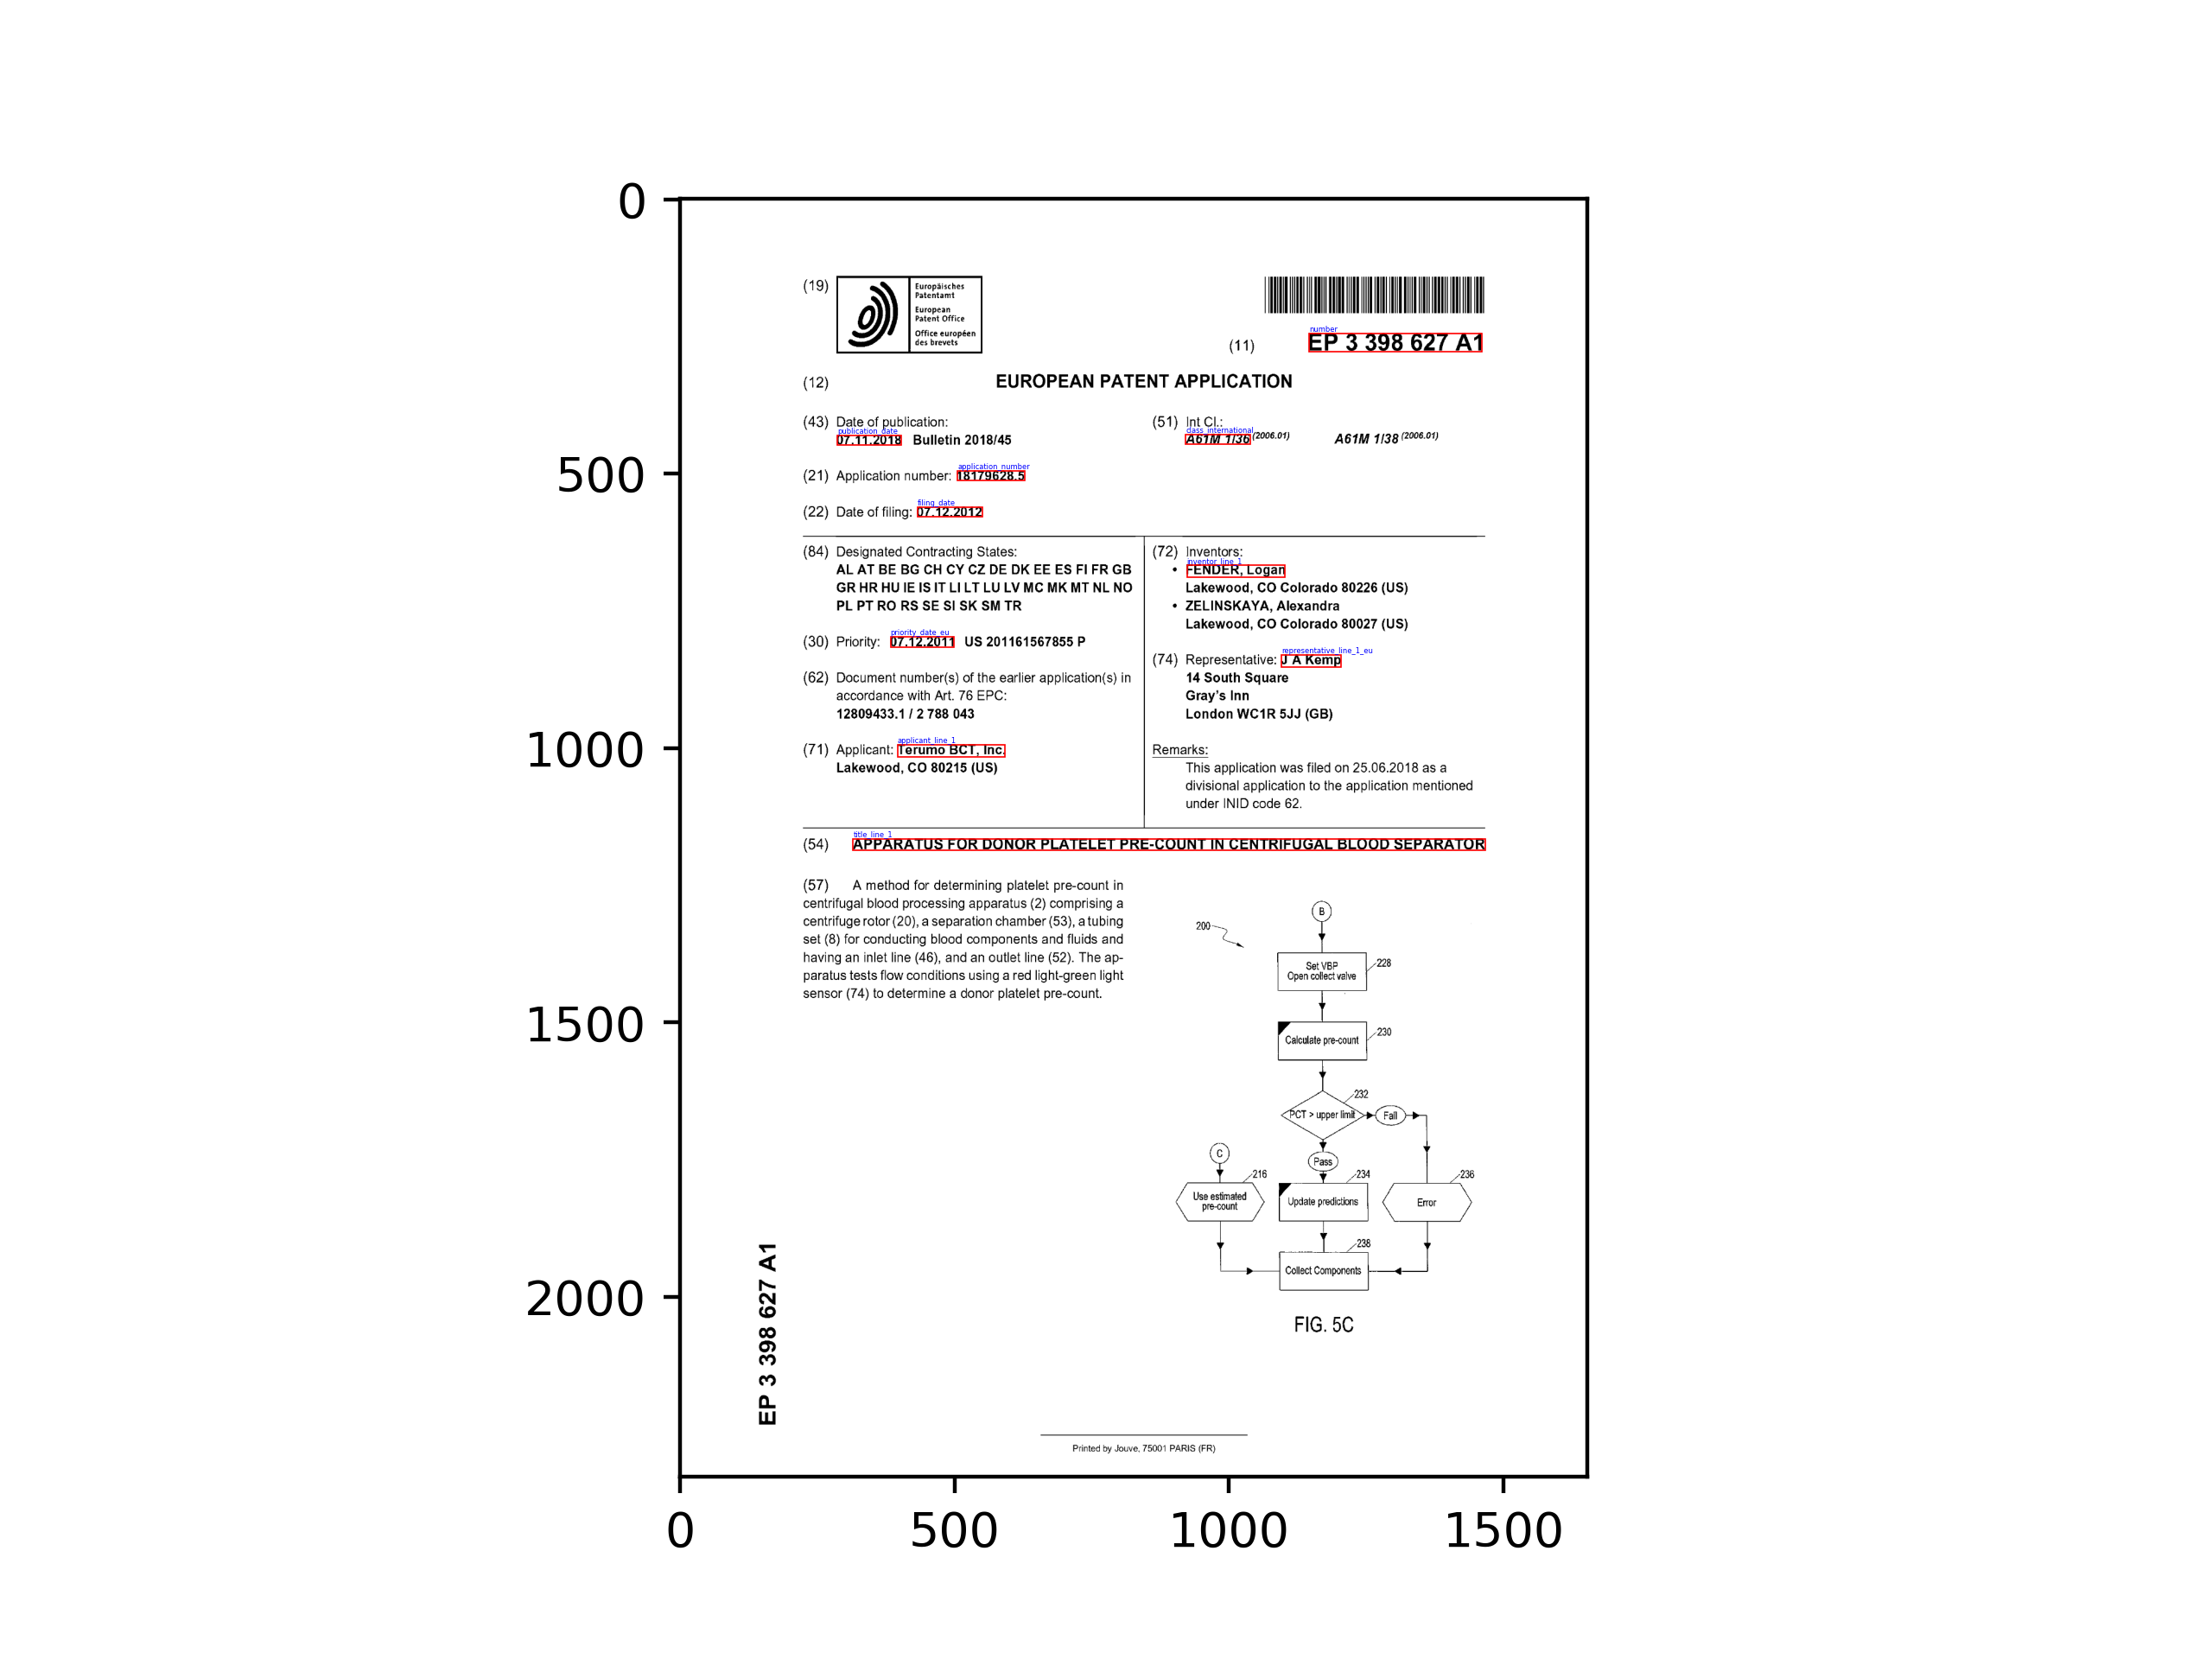 0
500
1000
1500
2000
0
500
1000
1500
(19)
Europäisches
Patentamt
European
Patent Office
Office européen
des brevets
number
(11)
EP 3 398 627 A1
(12)
EUROPEAN PATENT APPLICATION
(43) Date of publication:
publication_date
07.11.2018 Bulletin 2018/45
(51) Int Cl.:
class_international
A61M 1/36 (2006.01) A61M 1/38 (2006.01)
application_number
(21) Application number: 18179628.5
filing_date
(22) Date of filing: 07.12.2012
(84) Designated Contracting States:
AL AT BE BG CH CY CZ DE DK EE ES FI FR GB
GR HR HU IE IS IT LI LT LU LV MC MK MT NL NO
PL PT RO RS SE SI SK SM TR
priority_date_eu
(30) Priority: 07.12.2011 US 201161567855 P
(62) Document number(s) of the earlier application(s) in
accordance with Art. 76 EPC:
12809433.1 / 2 788 043
applicant_line_1
(71) Applicant: Terumo BCT, Inc.
Lakewood, CO 80215 (US)
(72) Inventors:
inventor_line_1
• FENDER, Logan
Lakewood, CO Colorado 80226 (US)
• ZELINSKAYA, Alexandra
Lakewood, CO Colorado 80027 (US)
representative_line_1_eu
(74) Representative: J A Kemp
14 South Square
Gray's Inn
London WC1R 5JJ (GB)
Remarks:
This application was filed on 25.06.2018 as a
divisional application to the application mentioned
under INID code 62.
title_line_1
(54) APPARATUS FOR DONOR PLATELET PRE-COUNT IN CENTRIFUGAL BLOOD SEPARATOR
(57) A method for determining platelet pre-count in
centrifugal blood processing apparatus (2) comprising a
centrifuge rotor (20), a separation chamber (53), a tubing
set (8) for conducting blood components and fluids and
having an inlet line (46), and an outlet line (52). The ap-
paratus tests flow conditions using a red light-green light
sensor (74) to determine a donor platelet pre-count.
B
200
Set VBP
Open collect valve
228
Calculate pre-count
230
232
PCT > upper limit
Fail
C
Pass
216
234
236
Use estimated
pre-count
Update predictions
Error
238
Collect Components
FIG. 5C
EP 3 398 627 A1
Printed by Jouve, 75001 PARIS (FR)